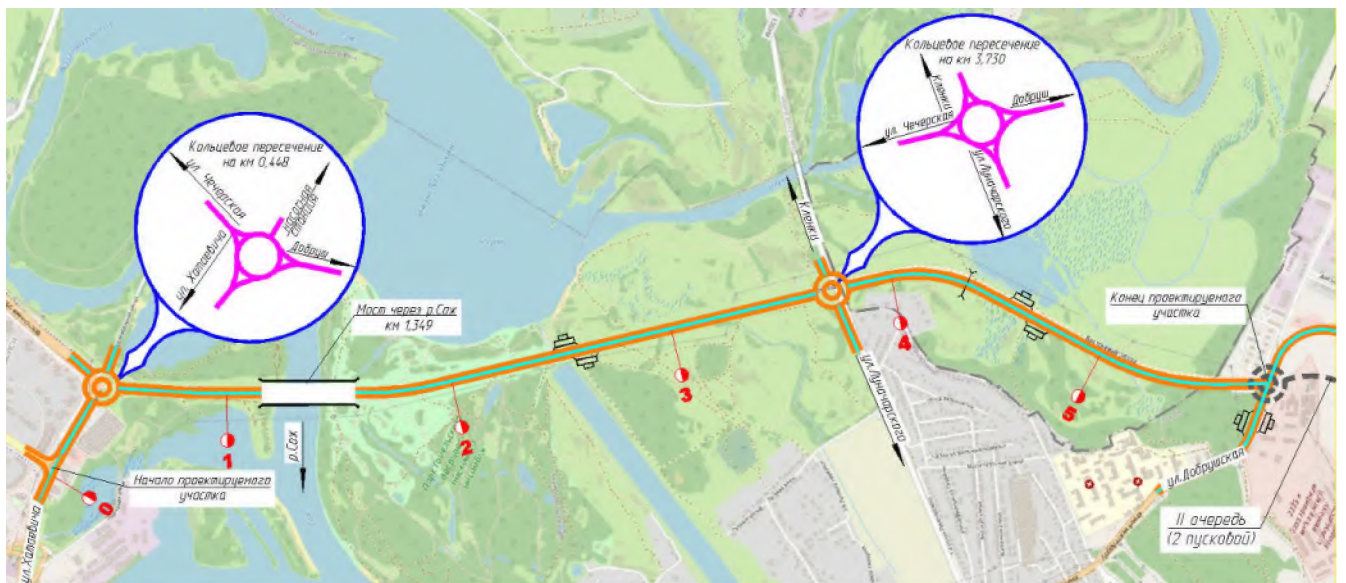 Кольцевое пересечение
на км 0,448
ул. Чечерская
насосная
станция
ул. Хатаевича
Добруш
Кольцевое пересечение
на км 3,730
Кленки
Добруш
ул. Чечерская
ул.Луначарского
Кленки
Мост через р.Сож
км 1,349
Конец проектируемого
участка
р.Сож
Начало проектируемого
участка
ул.Хатаевича
ул.Луначарского
ул.Добрушская
II очередь
(2 пусковой)
0
1
2
3
4
5